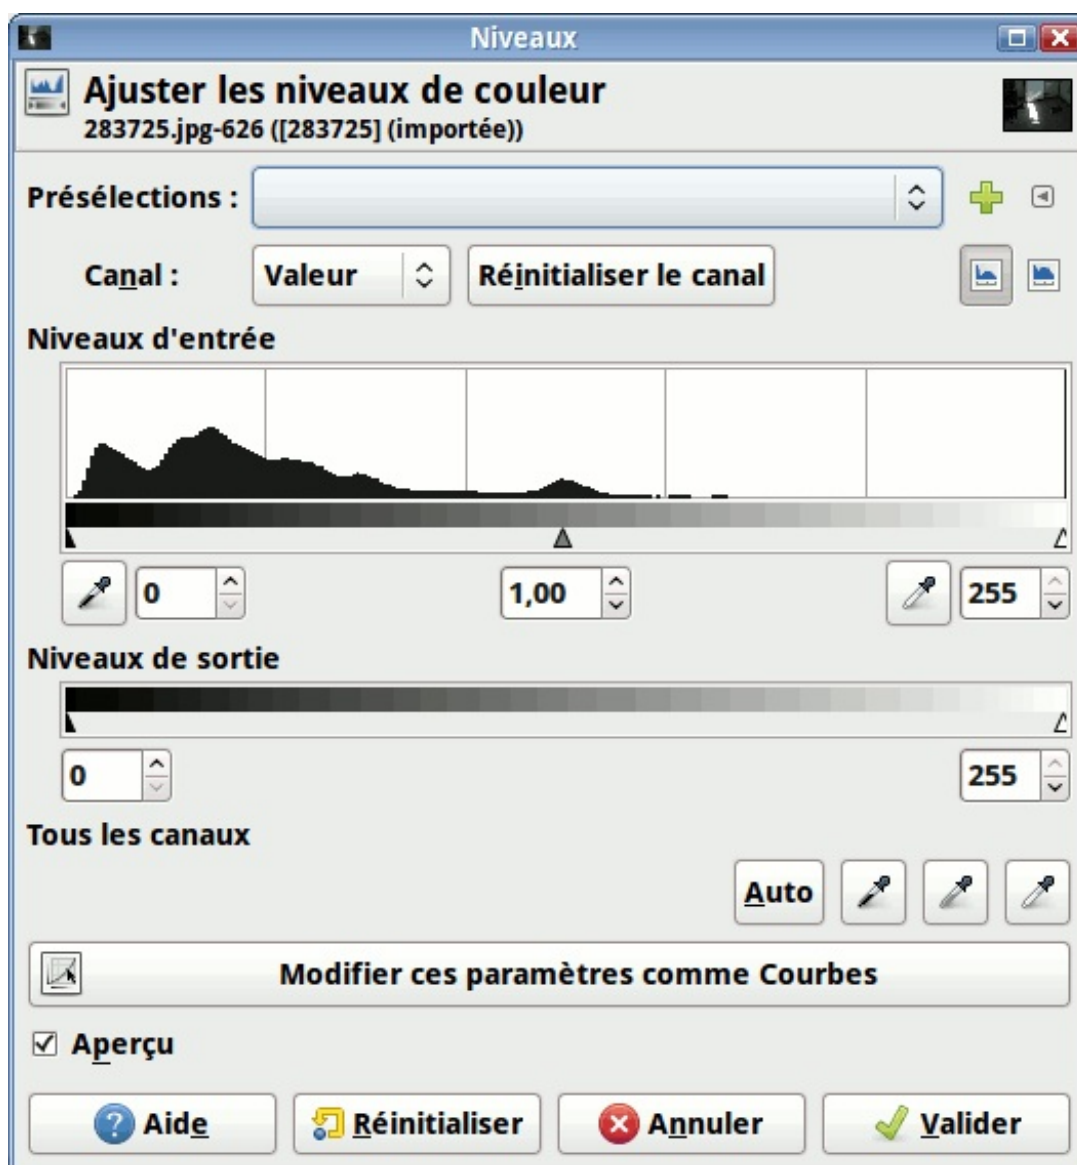 Niveaux
Ajuster les niveaux de couleur
283725.jpg-626 ([283725] (importée))
Présélections :
Canal : Valeur Réinitialiser le canal
Niveaux d'entrée
0 1,00 255
Niveaux de sortie
0 255
Tous les canaux
Auto
Modifier ces paramètres comme Courbes
Aperçu
Aide Réinitialiser Annuler Valider